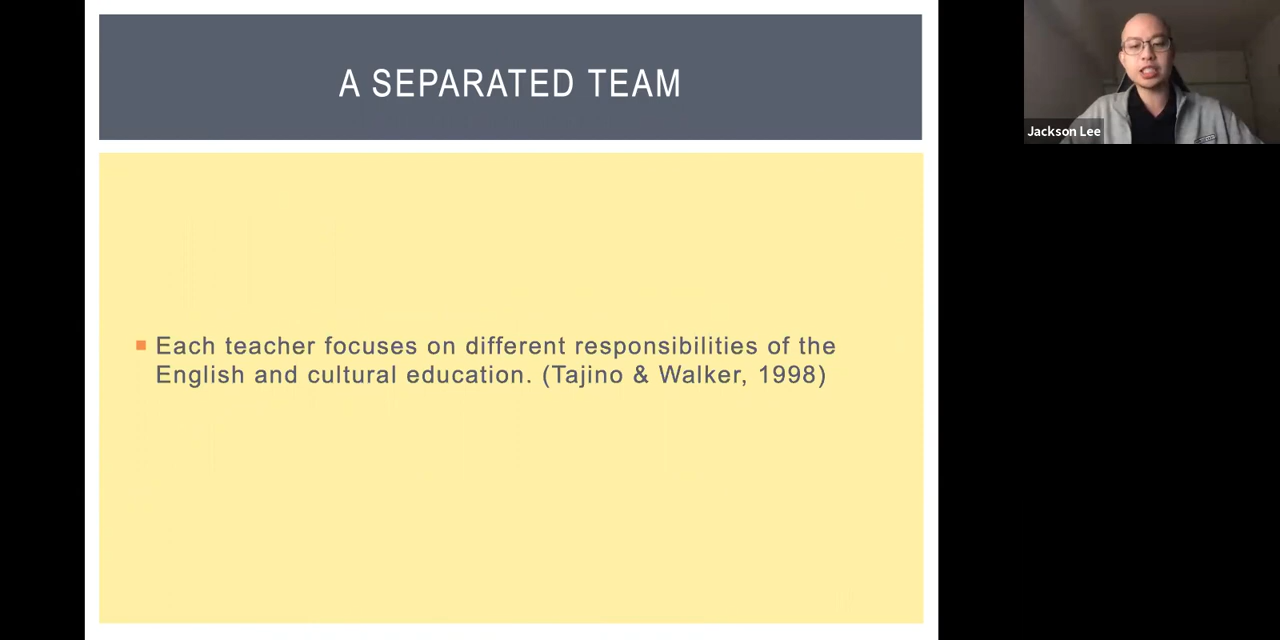 A SEPARATED TEAM
Each teacher focuses on different responsibilities of the
English and cultural education. (Tajino & Walker, 1998)
Jackson Lee